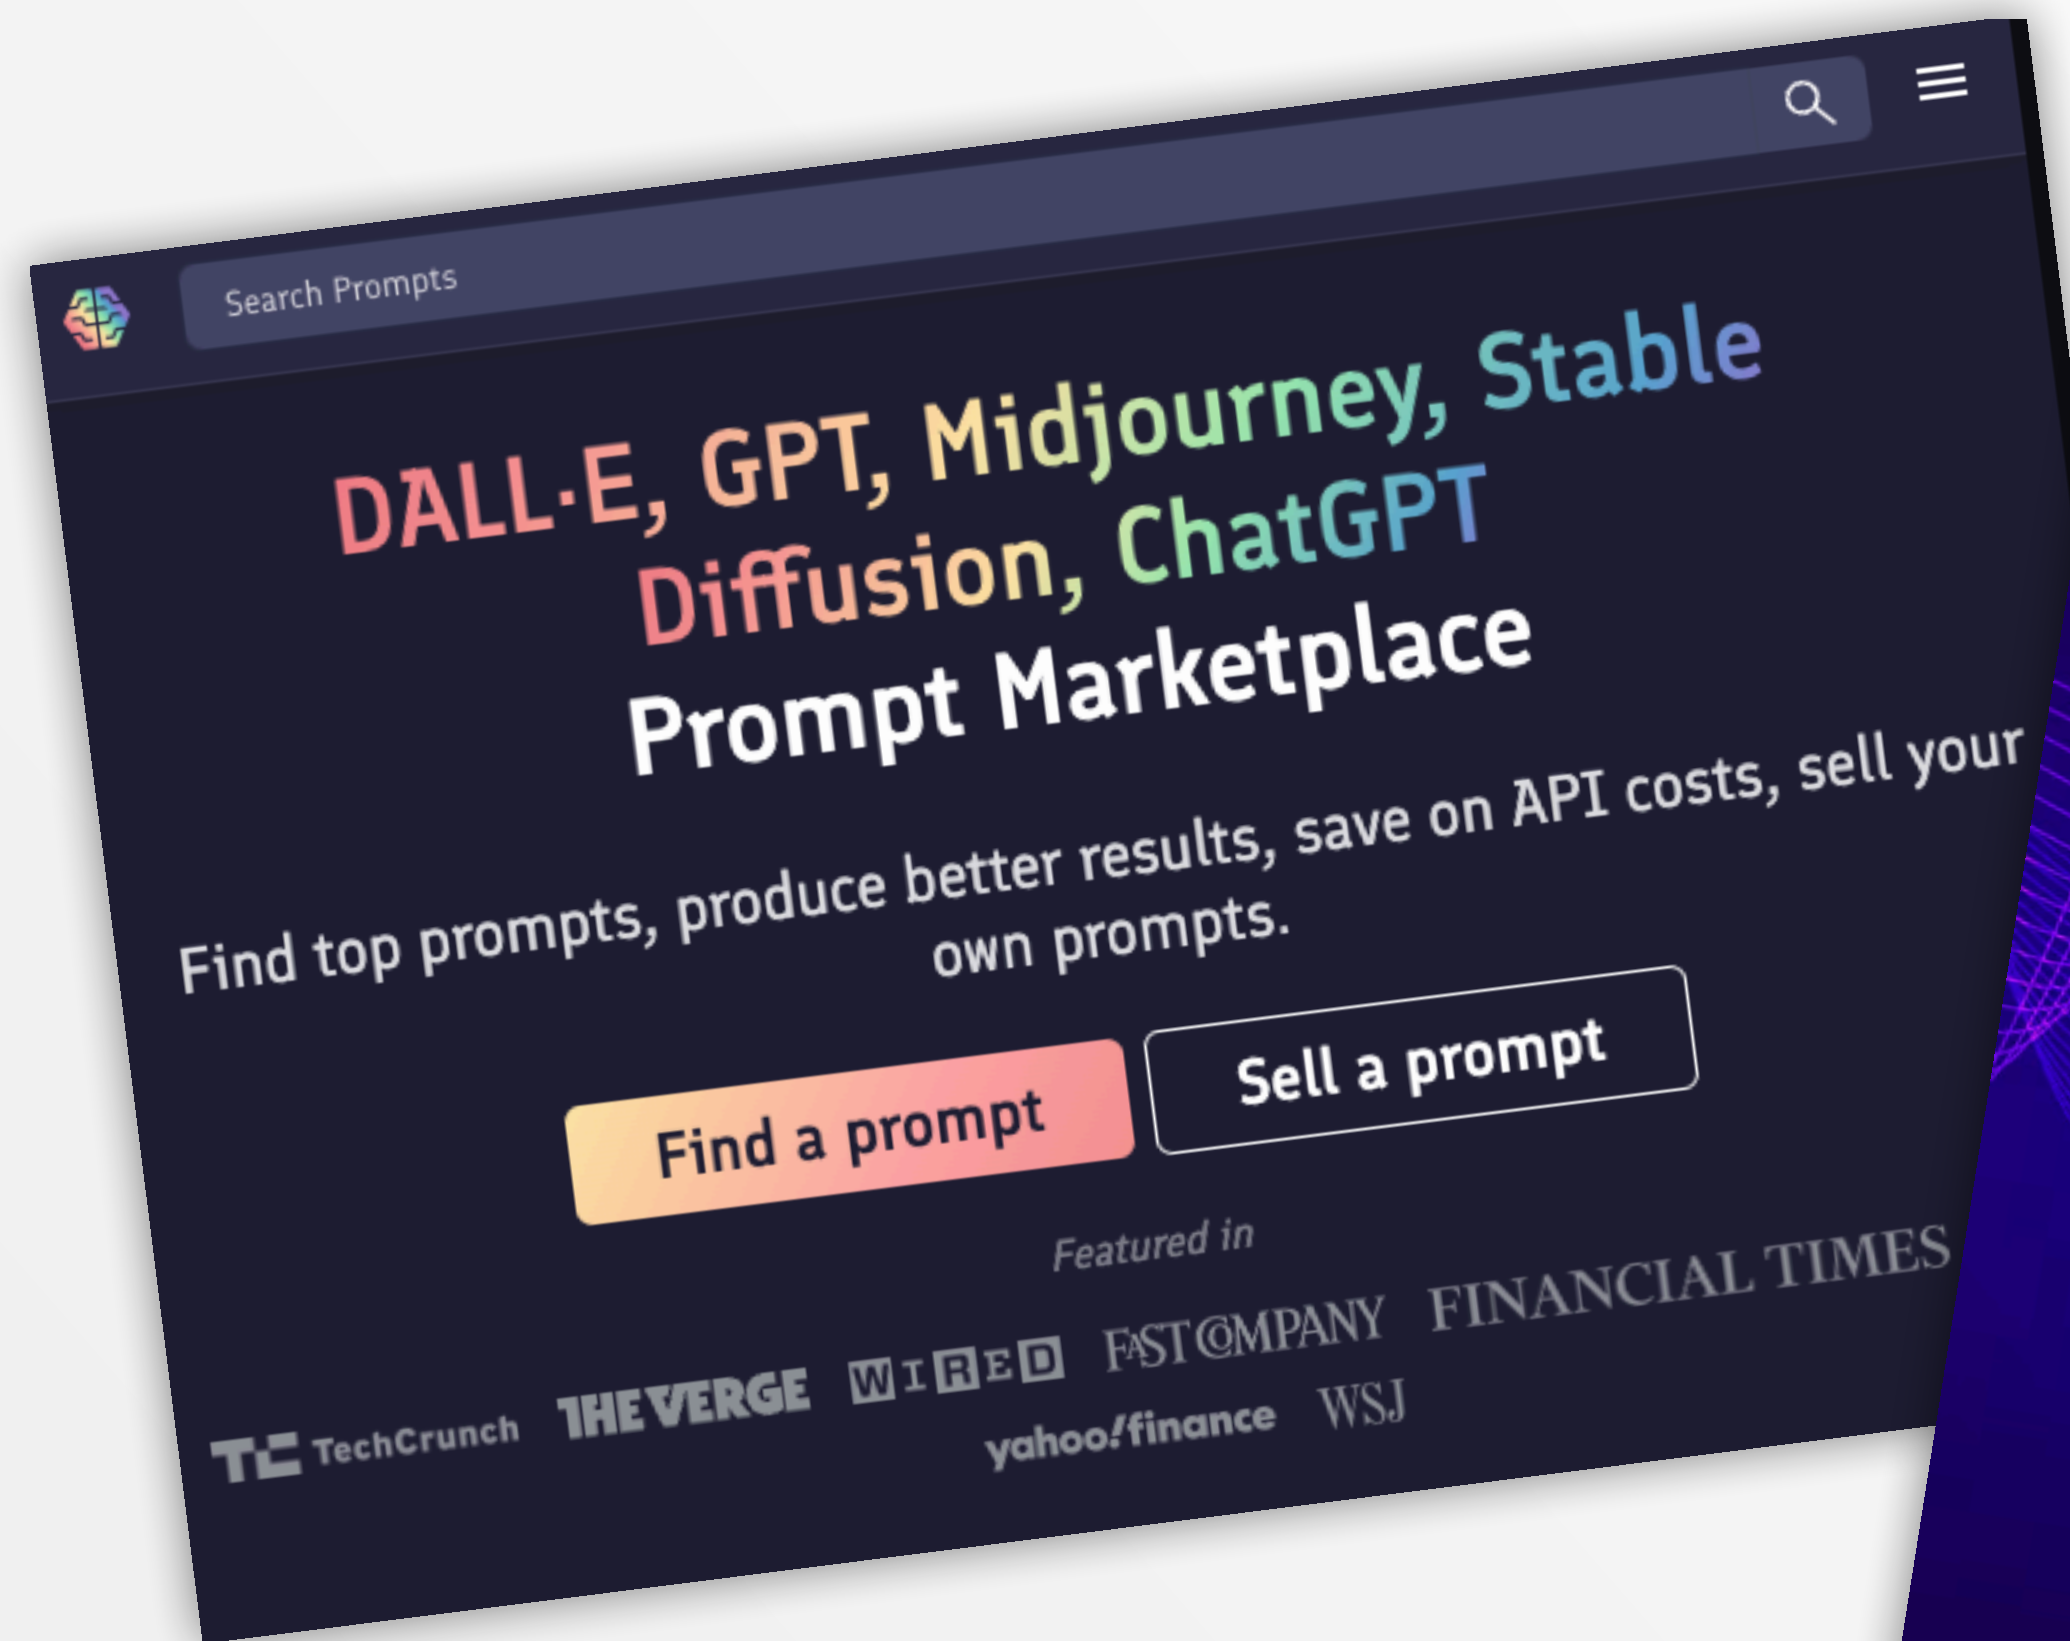 Search Prompts
DALL·E, GPT, Midjourney, Stable
Diffusion, ChatGPT
Prompt Marketplace
Find top prompts, produce better results, save on API costs, sell your
own prompts.
Find a prompt
Sell a prompt
Featured in
TC TechCrunch THE VERGE WIRED FAST COMPANY FINANCIAL TIMES
yahoo!finance WSJ